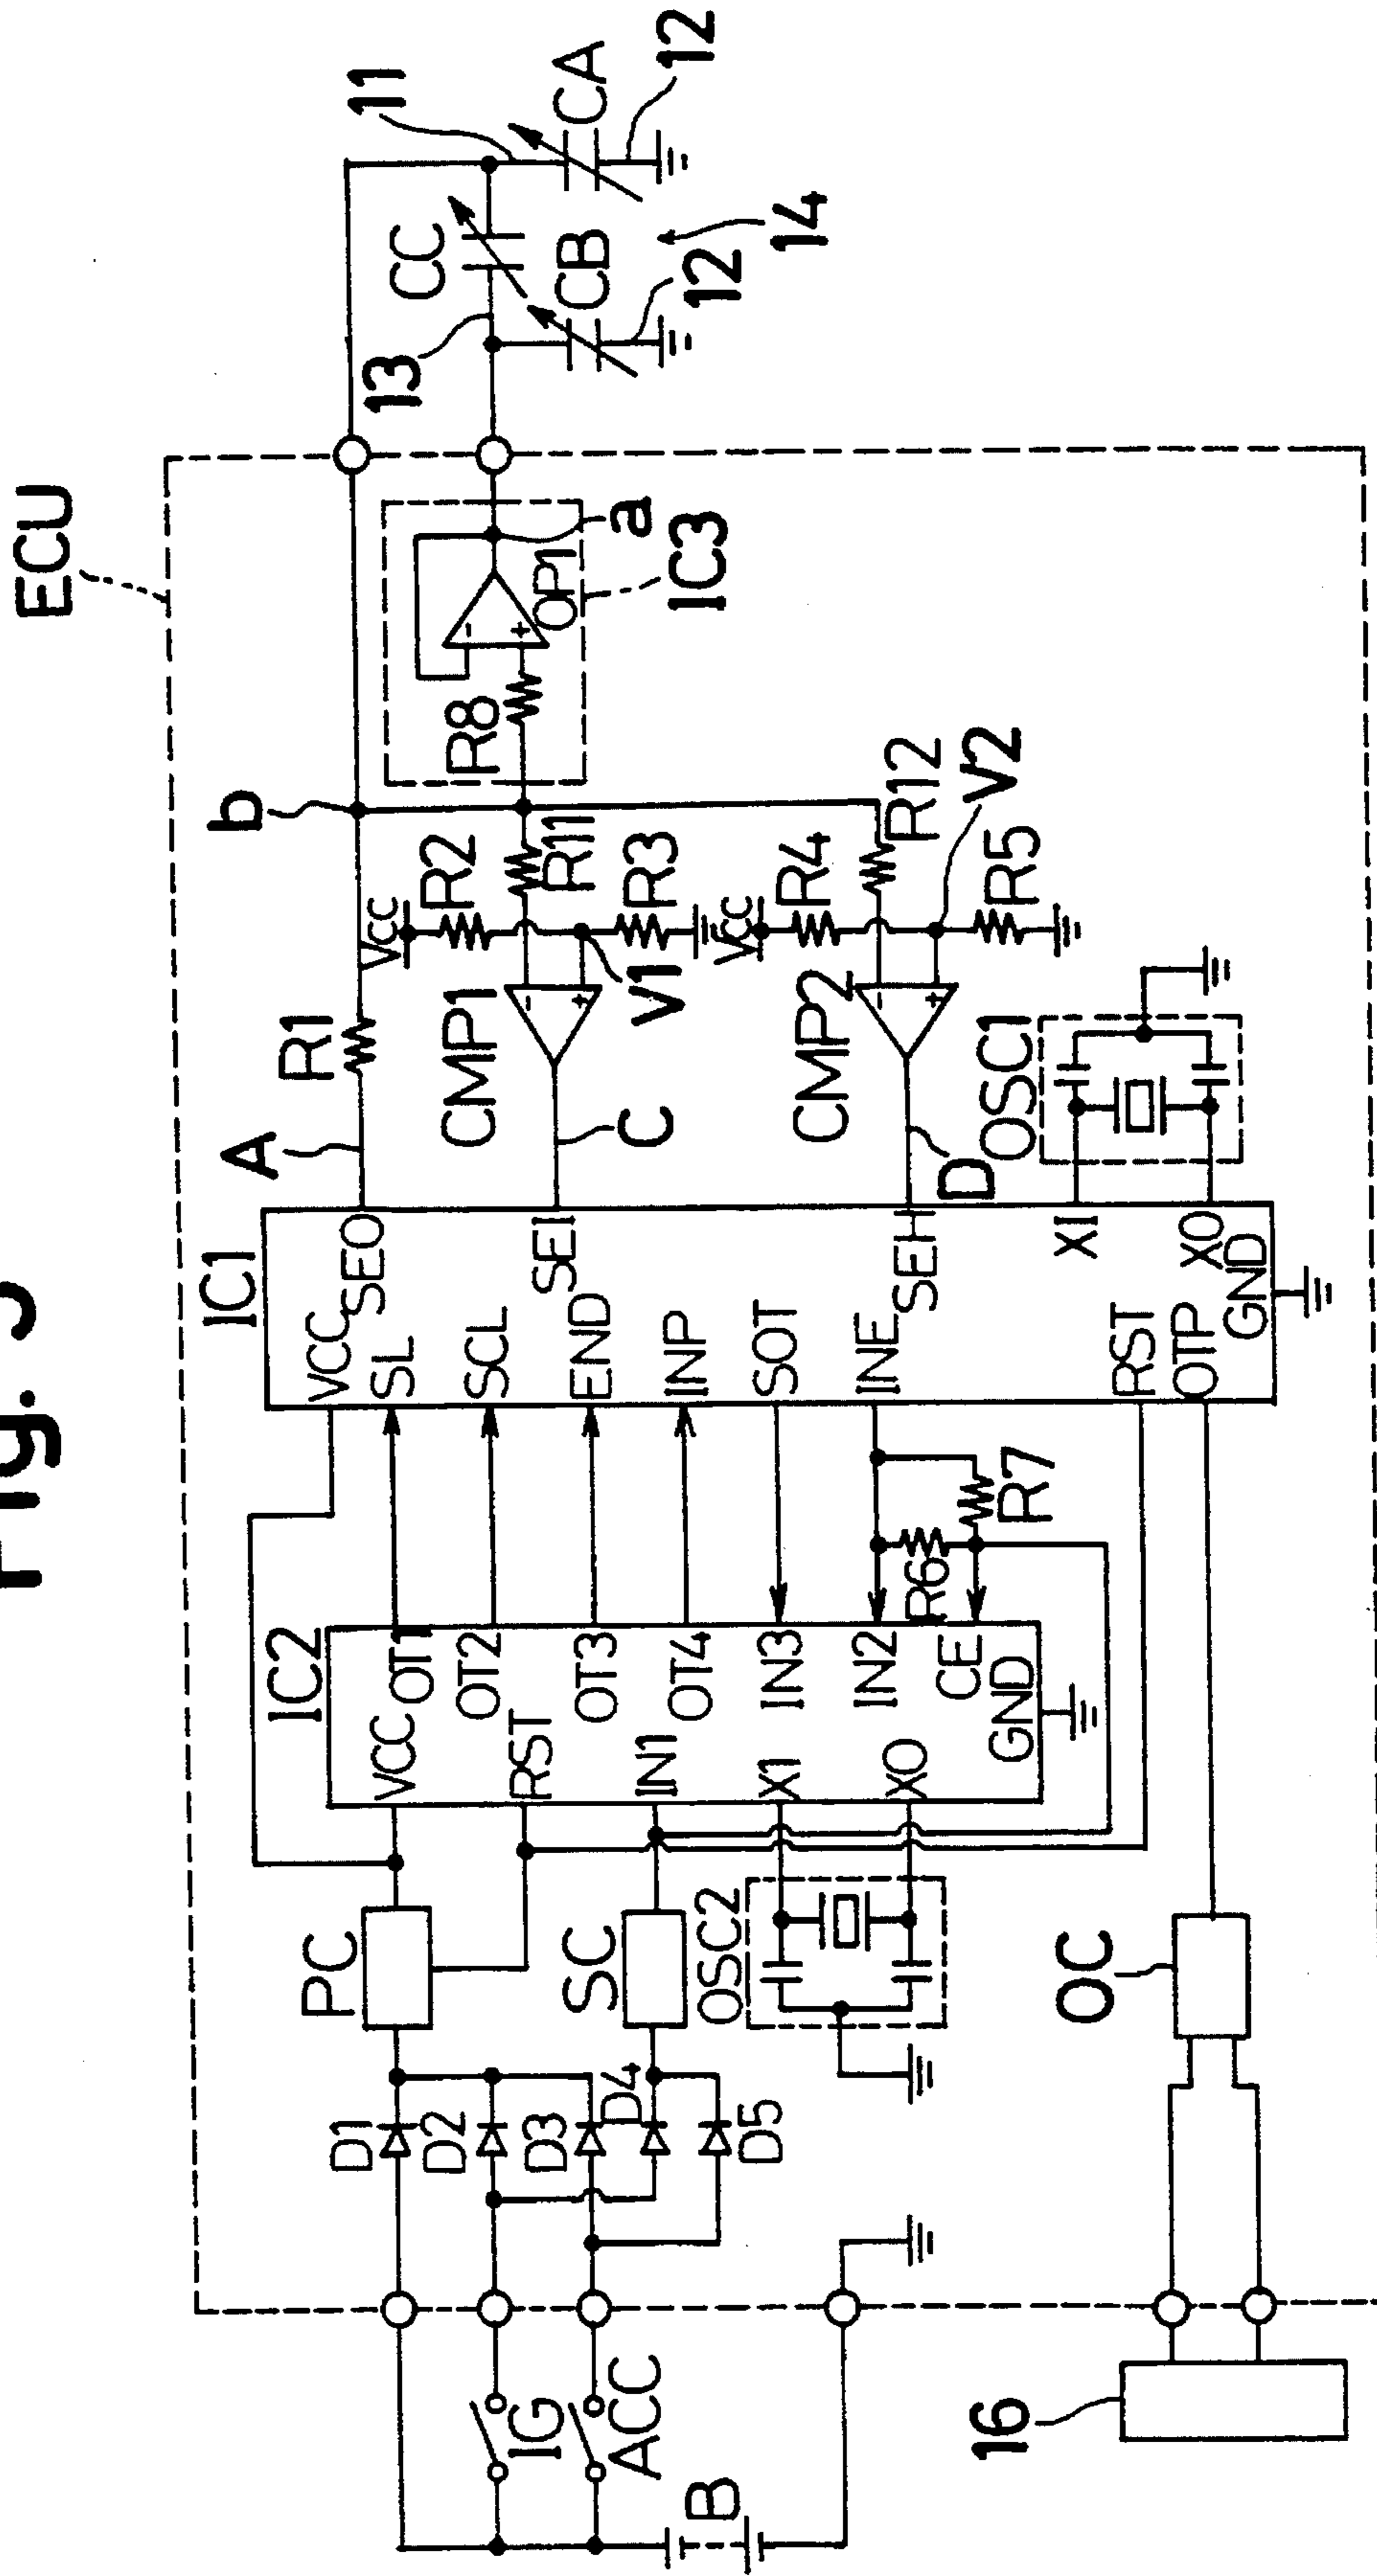 Fig. 3
ECU
B
IG
ACC
16
D1
D2
D3
D4
D5
PC
SC
OSC2
OC
IC2
VCC
RST
IN1
X1
X0
OT1
OT2
OT3
OT4
IN3
IN2
CE
GND
R6
R7
IC1
VCC
SL
SCL
END
INP
SOT
INE
RST
OTP
GND
SEO
SEI
SEI
XI
XO
A
R1
b
VCC
R2
R11
R3
CMP1
V1
C
VCC
R4
R12
R5
CMP2
V2
D
OSC1
R8
OP1
a
IC3
13
CC
11
CA
12
CB
12
14